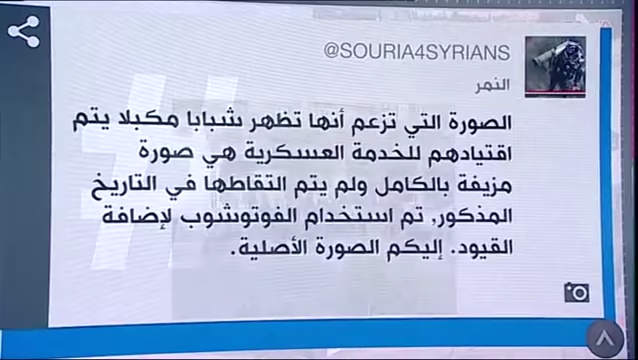 @SOURIA4SYRIANS
النمر
الصورة التي تزعم أنها تظهر شبابا مكبلا يتم
اقتيادهم للخدمة العسكرية هي صورة
مزيفة بالكامل ولم يتم التقاطها في التاريخ
المذكور, تم استخدام الفوتوشوب لإضافة
القيود. إليكم الصورة الأصلية.